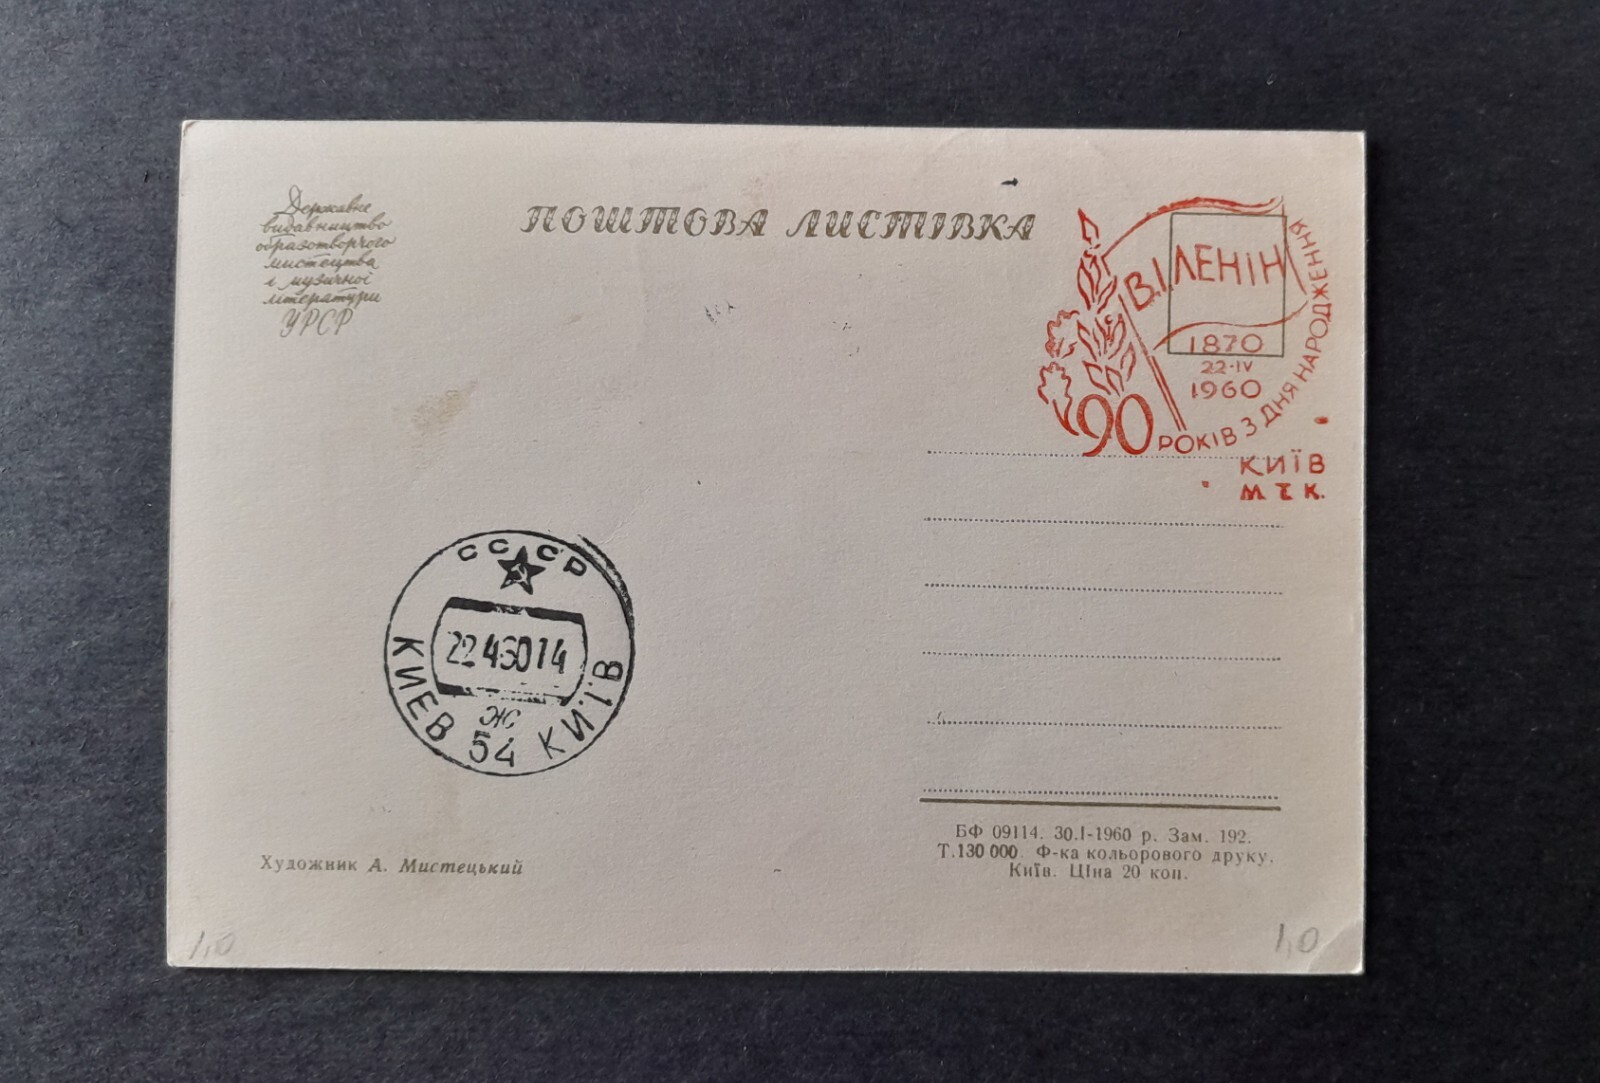 Державне
видавництво
образотворчого
мистецтва
і музичної
літератури
УРСР
ПОШТОВА ЛИСТІВКА
В.І. ЛЕНІН
1870
22·IV
1960
90 РОКІВ З ДНЯ НАРОДЖЕННЯ
КИЇВ
М Т К.
СССР
22 4 60 14
ж
КИЕВ 54 КИЇВ
Художник А. Мистецький
БФ 09114. 30.I-1960 р. Зам. 192.
Т.130 000. Ф-ка кольорового друку.
Київ. Ціна 20 коп.
1,0
1,0